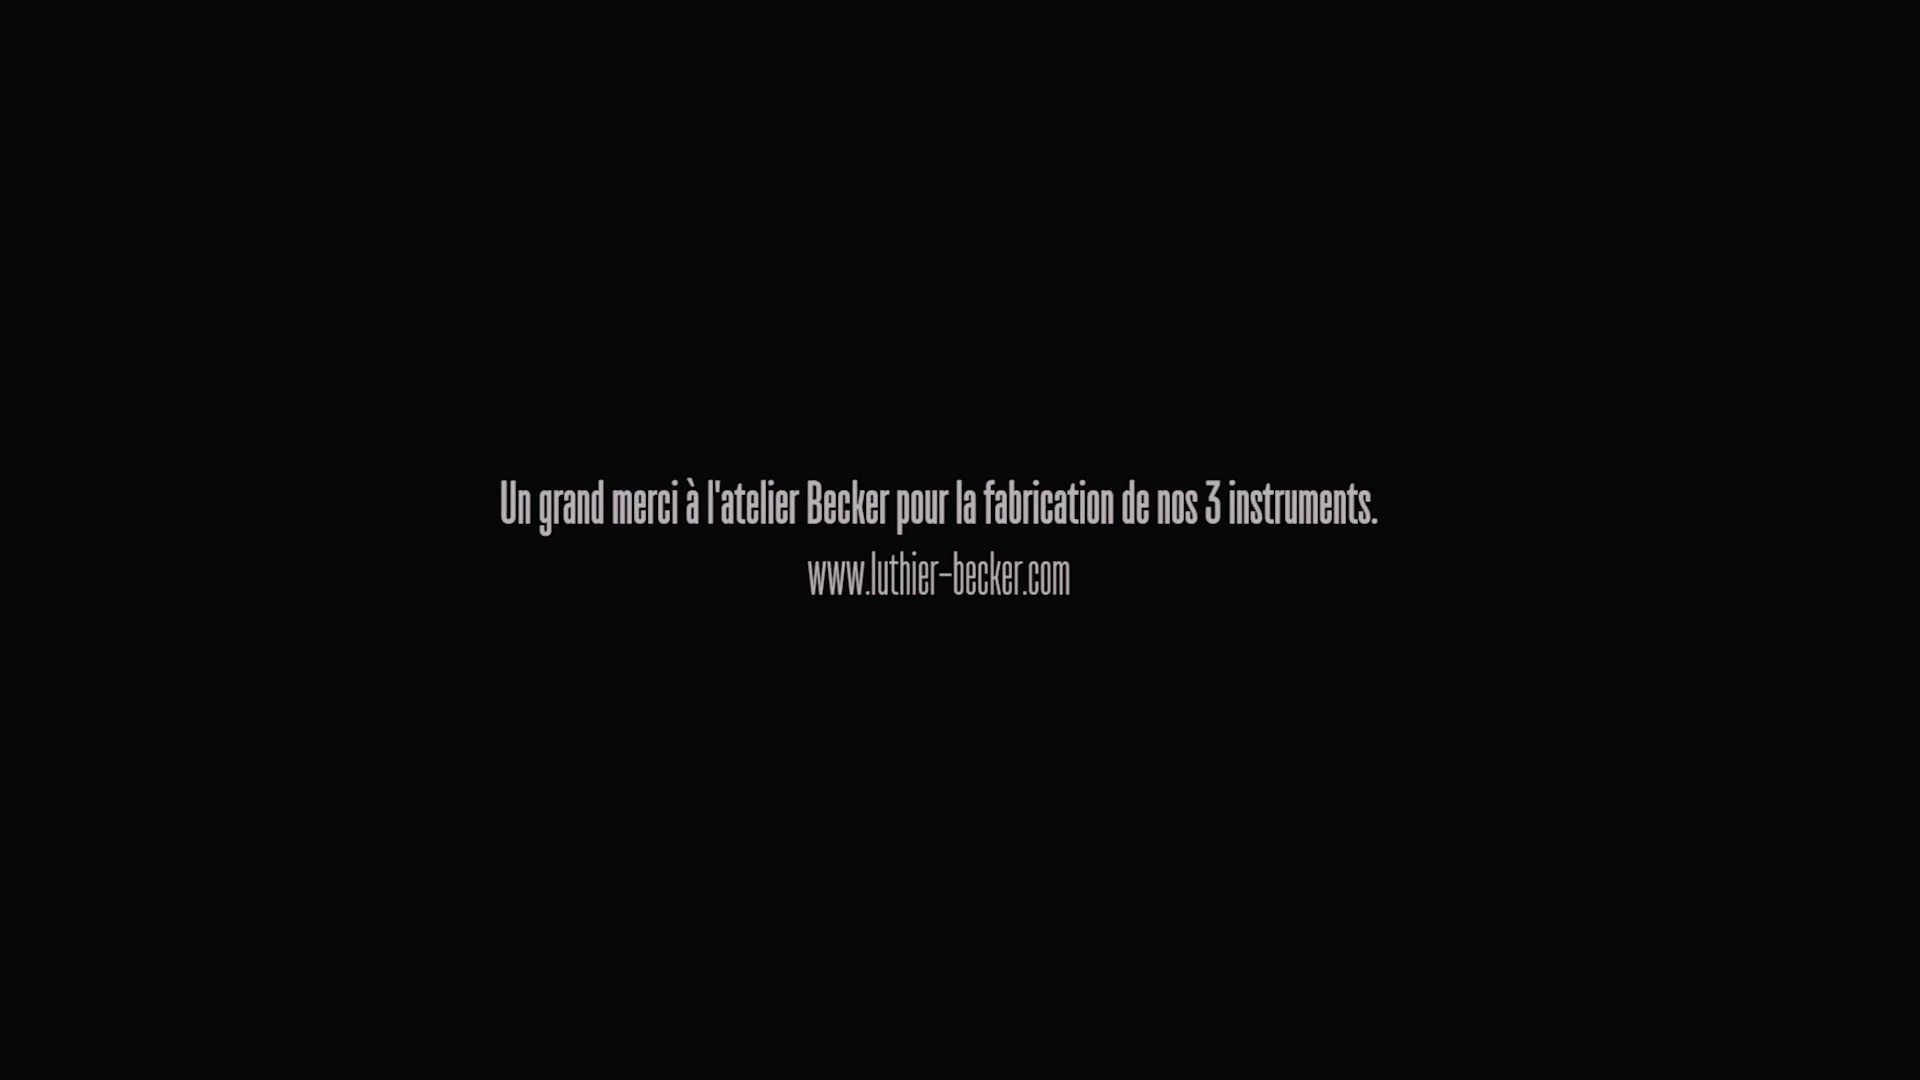 Un grand merci à l'atelier Becker pour la fabrication de nos 3 instruments.
www.luthier-becker.com